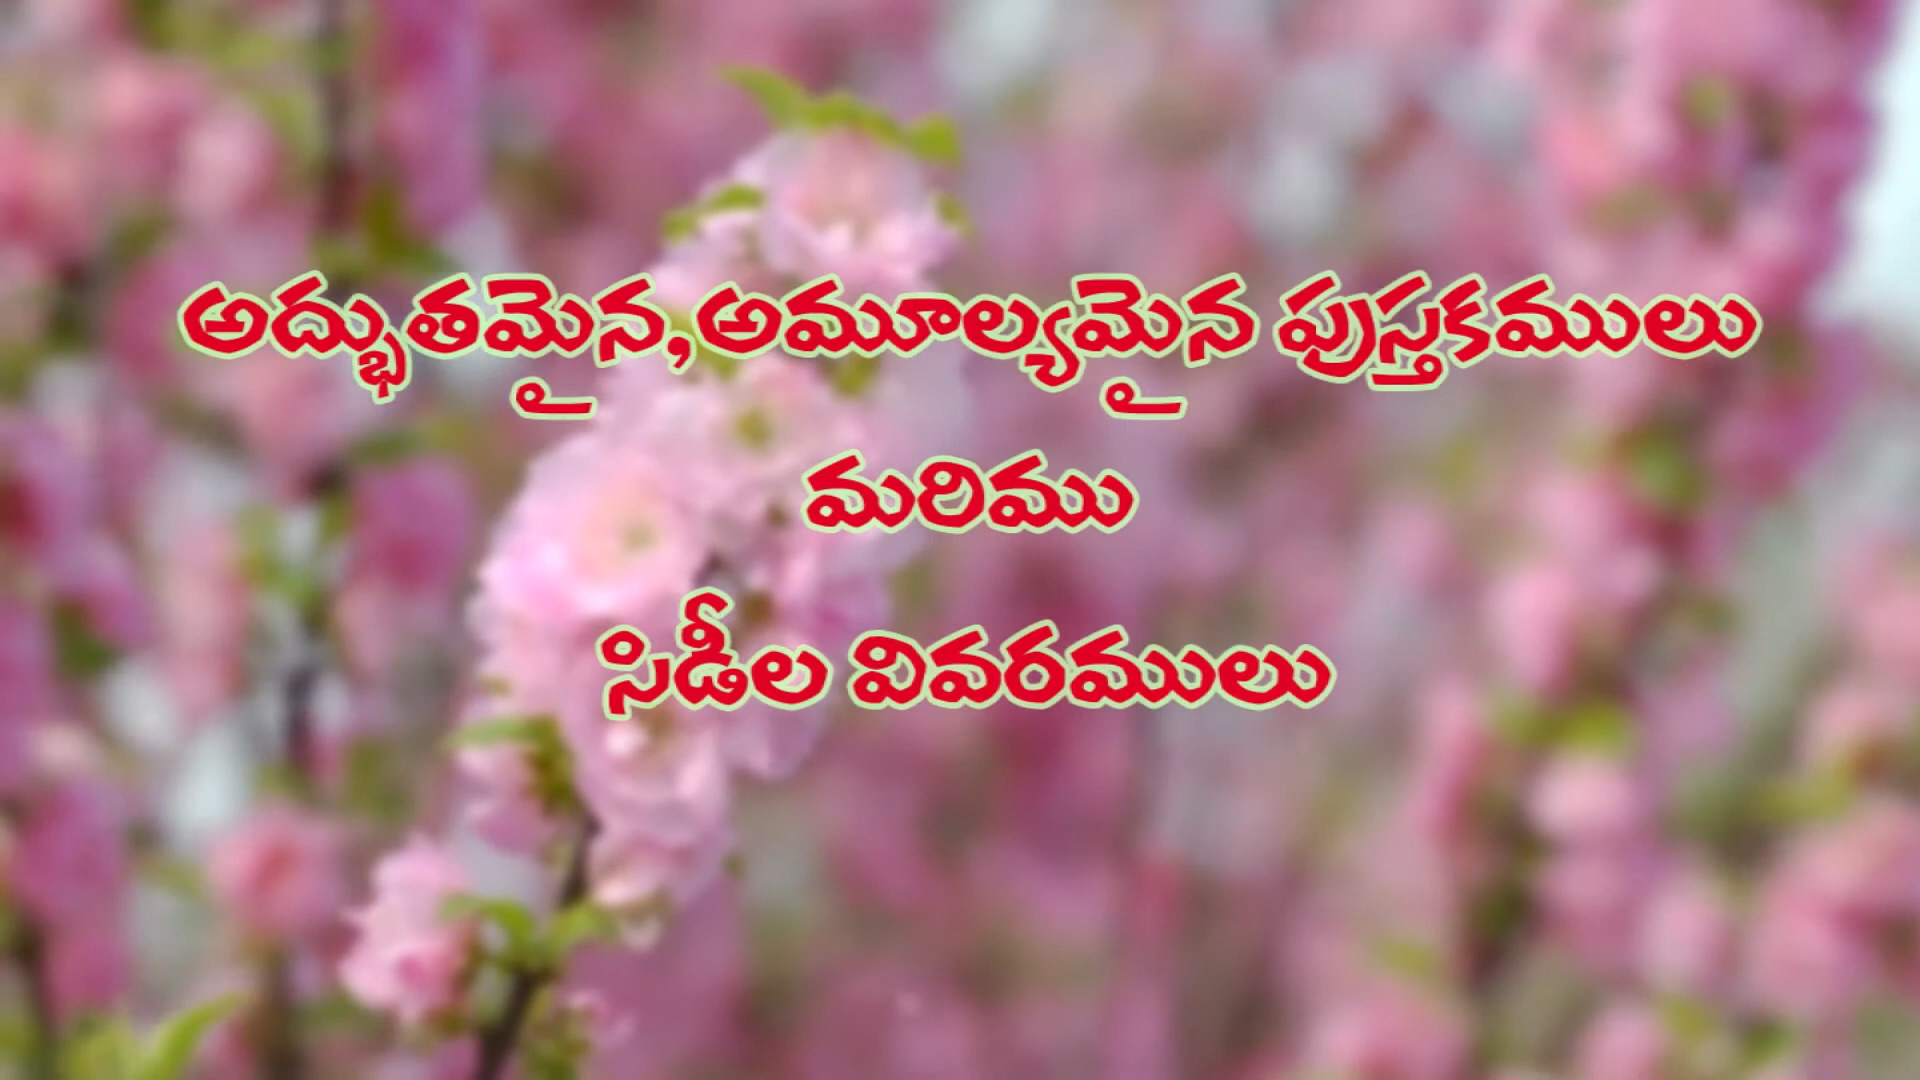 అద్భుతమైన,అమూల్యమైన పుస్తకములు
మరిము
సిడీల వివరములు